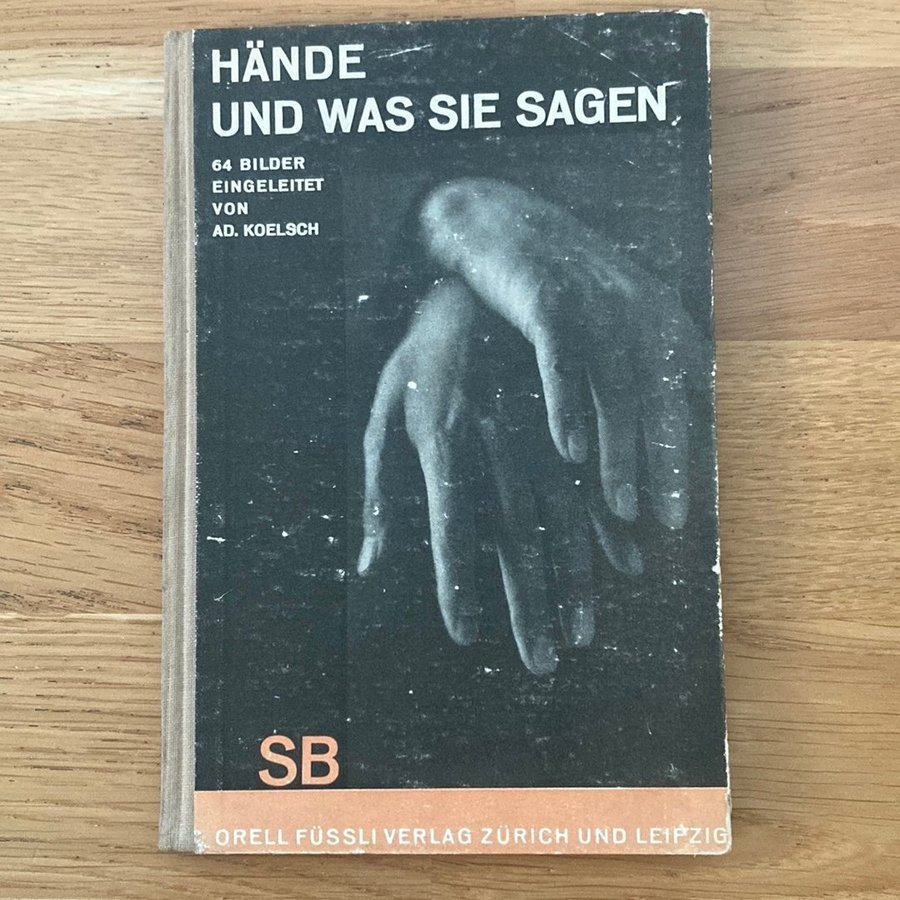 HÄNDE
UND WAS SIE SAGEN
64 BILDER
EINGELEITET
VON
AD. KOELSCH
SB
ORELL FÜSSLI VERLAG ZÜRICH UND LEIPZIG